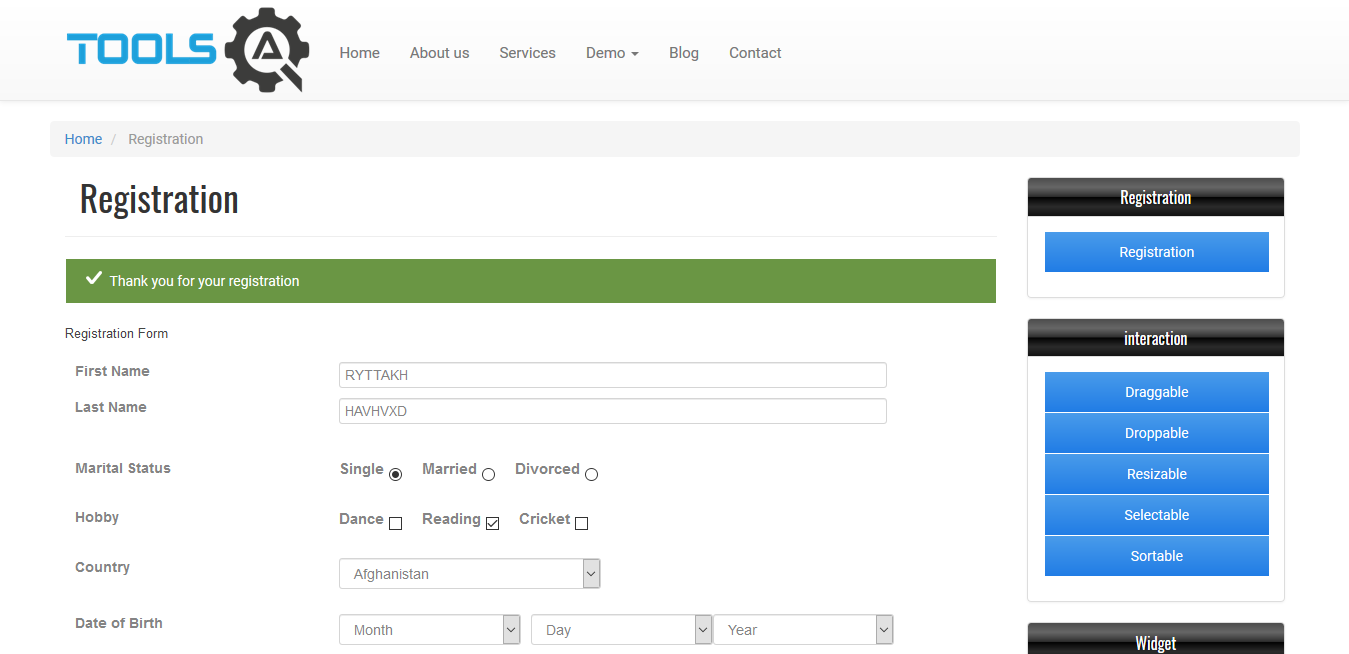 TOOLS QA
Home About us Services Demo Blog Contact
Home / Registration
Registration
Thank you for your registration
Registration Form
First Name RYTTAKH
Last Name HAVHVXD
Marital Status Single Married Divorced
Hobby Dance Reading Cricket
Country Afghanistan
Date of Birth Month Day Year
Registration
Registration
interaction
Draggable
Droppable
Resizable
Selectable
Sortable
Widget